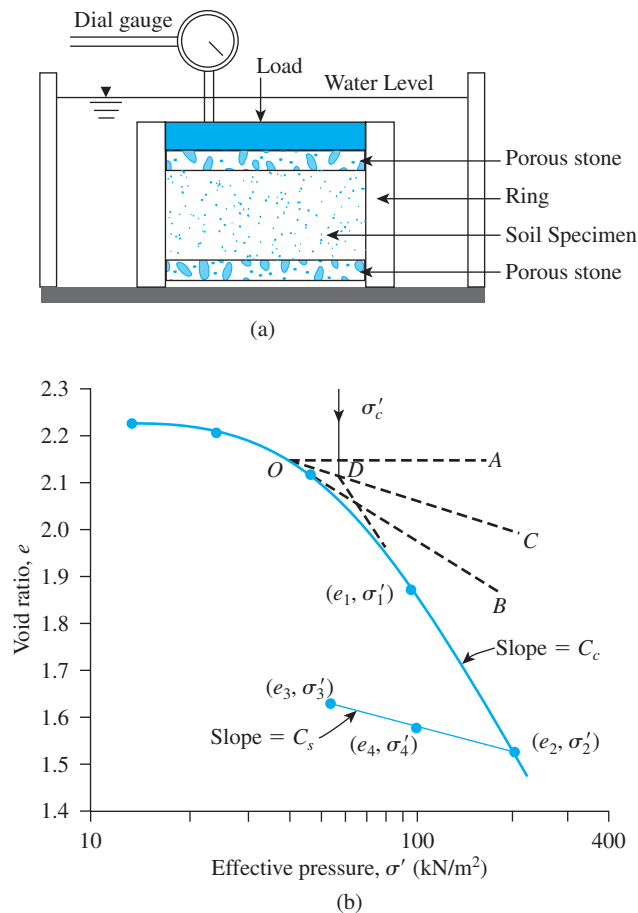 Dial gauge
Load
Water Level
Porous stone
Ring
Soil Specimen
Porous stone
(a)
2.3
2.2
2.1
2.0
1.9
1.8
1.7
1.6
1.5
1.4
Void ratio, e
σ′c
O
D
A
C
B
(e1, σ′1)
Slope = Cc
(e3, σ′3)
Slope = Cs
(e4, σ′4)
(e2, σ′2)
10
100
400
Effective pressure, σ′ (kN/m²)
(b)